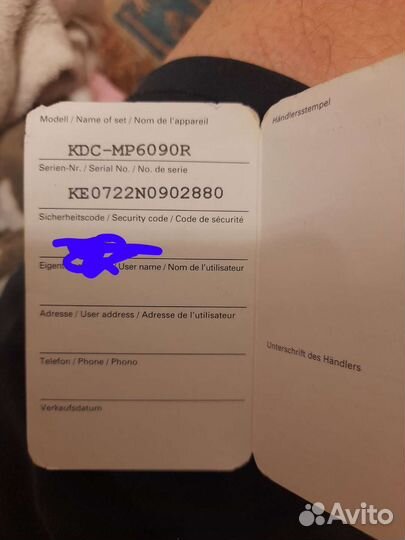 Modell / Name of set / Nom de l'appareil
KDC-MP6090R
Serien-Nr. / Serial No. / No. de serie
KE0722N0902880
Sicherheitscode / Security code / Code de sécurité
User name / Nom de l'utilisateur
Adresse / User address / Adresse de l'utilisateur
Telefon / Phone / Phono
Verkaufsdatum
Händlersstempel
Unterschrift des Händlers
Avito